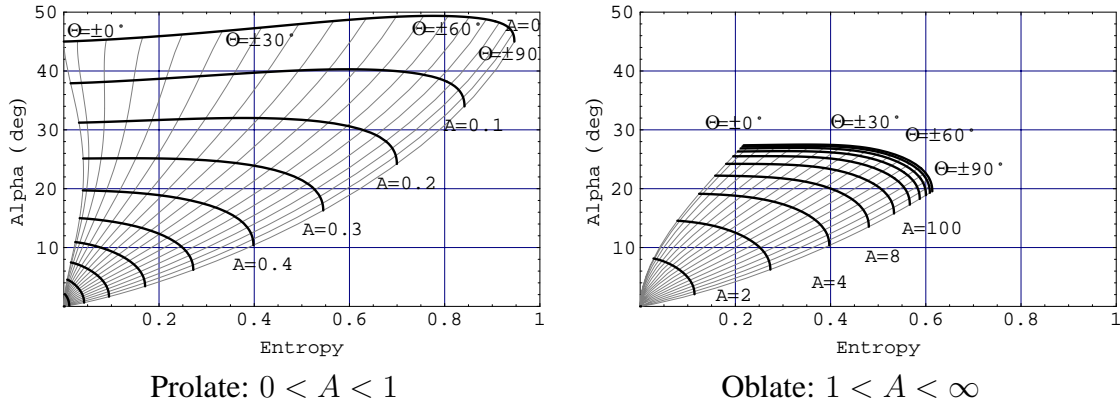 50
40
30
20
10
Alpha (deg)
0.2 0.4 0.6 0.8 1
Entropy
Θ=±0°
Θ=±30°
Θ=±60°
A=0
Θ=±90
A=0.1
A=0.2
A=0.3
A=0.4
Prolate: 0 < A < 1
50
40
30
20
10
Alpha (deg)
0.2 0.4 0.6 0.8 1
Entropy
Θ=±0°
Θ=±30°
Θ=±60°
Θ=±90°
A=100
A=8
A=4
A=2
Oblate: 1 < A < ∞